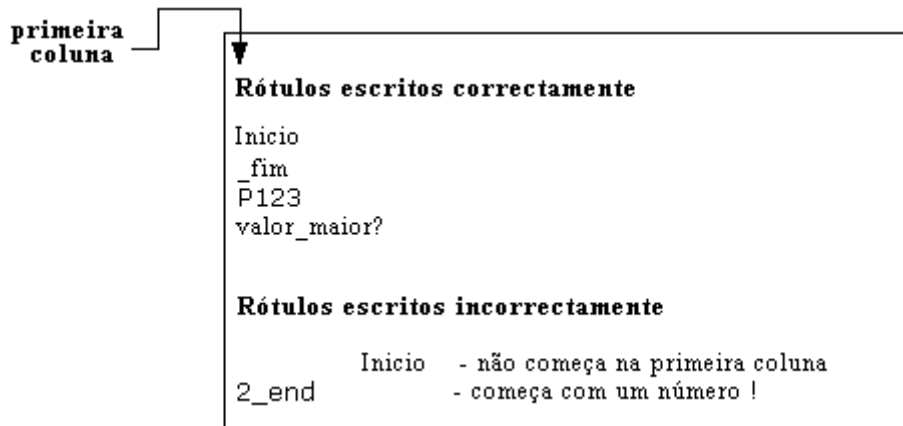 primeira
coluna
Rótulos escritos correctamente
Inicio
_fim
P123
valor_maior?
Rótulos escritos incorrectamente
Inicio - não começa na primeira coluna
2_end - começa com um número !